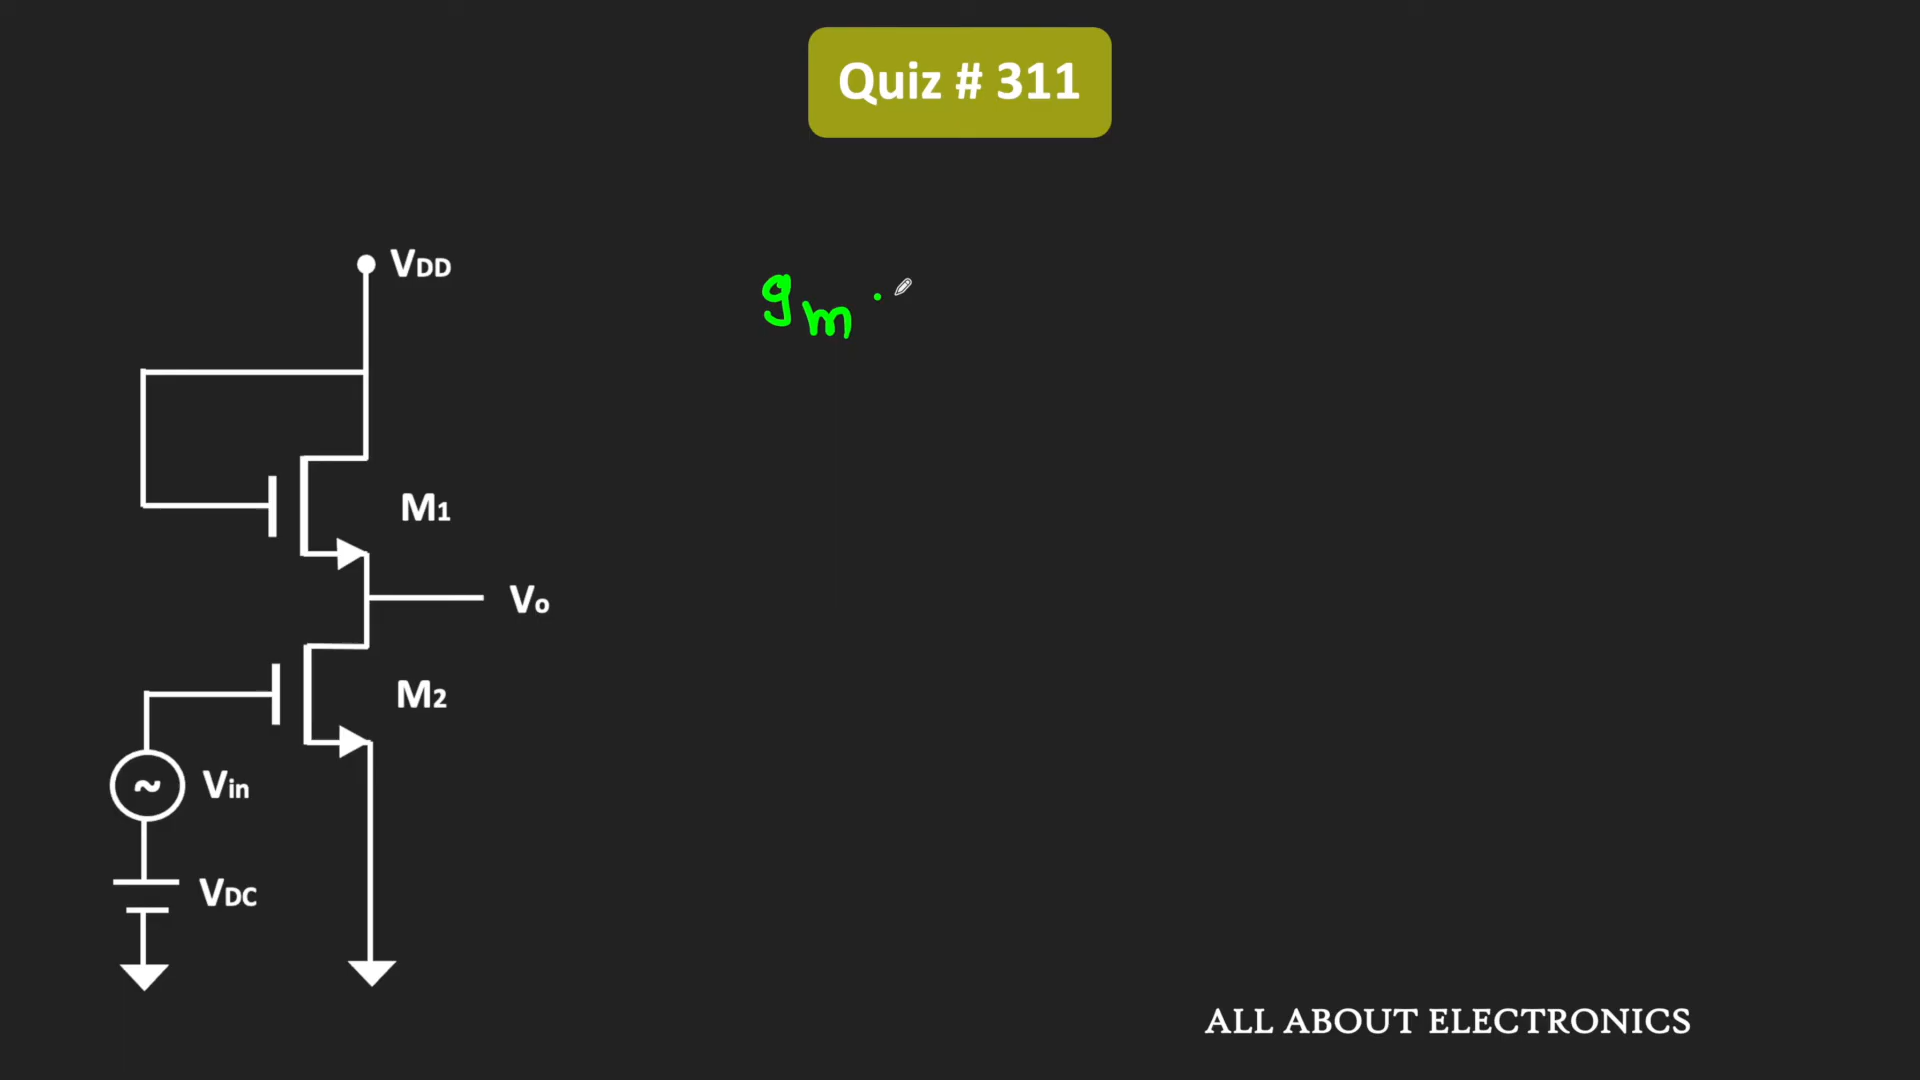 Quiz # 311
VDD
gm
M1
Vo
M2
~
Vin
VDC
ALL ABOUT ELECTRONICS